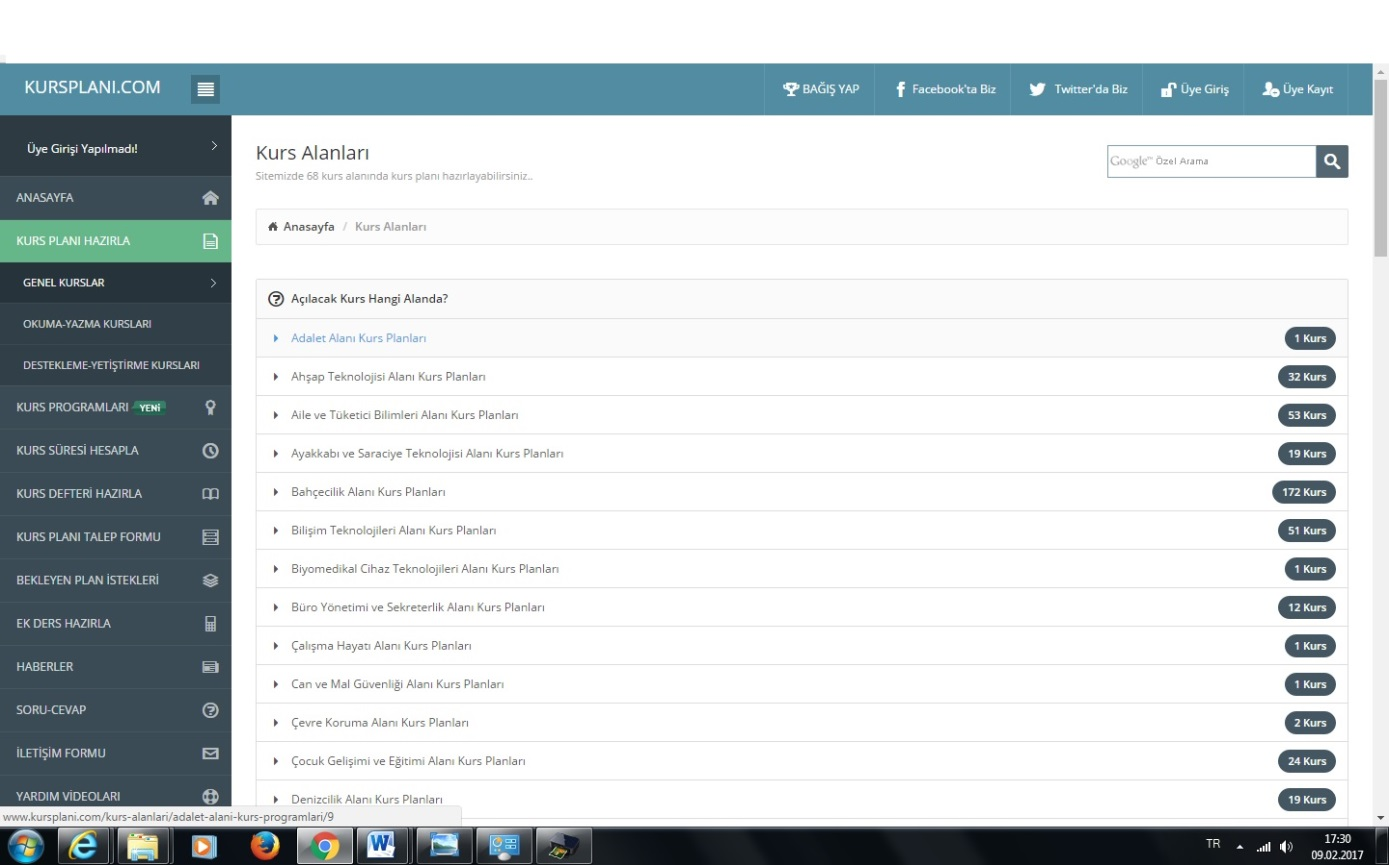 KURSPLANI.COM
BAĞIŞ YAP
Facebook'ta Biz
Twitter'da Biz
Üye Giriş
Üye Kayıt
Üye Girişi Yapılmadı!
ANASAYFA
KURS PLANI HAZIRLA
GENEL KURSLAR
OKUMA-YAZMA KURSLARI
DESTEKLEME-YETİŞTİRME KURSLARI
KURS PROGRAMLARI YENİ
KURS SÜRESİ HESAPLA
KURS DEFTERİ HAZIRLA
KURS PLANI TALEP FORMU
BEKLEYEN PLAN İSTEKLERİ
EK DERS HAZIRLA
HABERLER
SORU-CEVAP
İLETİŞİM FORMU
YARDIM VİDEOLARI
Kurs Alanları
Sitemizde 68 kurs alanında kurs planı hazırlayabilirsiniz..
Google™ Özel Arama
Anasayfa / Kurs Alanları
Açılacak Kurs Hangi Alanda?
Adalet Alanı Kurs Planları 1 Kurs
Ahşap Teknolojisi Alanı Kurs Planları 32 Kurs
Aile ve Tüketici Bilimleri Alanı Kurs Planları 53 Kurs
Ayakkabı ve Saraciye Teknolojisi Alanı Kurs Planları 19 Kurs
Bahçecilik Alanı Kurs Planları 172 Kurs
Bilişim Teknolojileri Alanı Kurs Planları 51 Kurs
Biyomedikal Cihaz Teknolojileri Alanı Kurs Planları 1 Kurs
Büro Yönetimi ve Sekreterlik Alanı Kurs Planları 12 Kurs
Çalışma Hayatı Alanı Kurs Planları 1 Kurs
Can ve Mal Güvenliği Alanı Kurs Planları 1 Kurs
Çevre Koruma Alanı Kurs Planları 2 Kurs
Çocuk Gelişimi ve Eğitimi Alanı Kurs Planları 24 Kurs
Denizcilik Alanı Kurs Planları 19 Kurs
www.kursplani.com/kurs-alanlari/adalet-alani-kurs-programlari/9
TR
17:30
09.02.2017